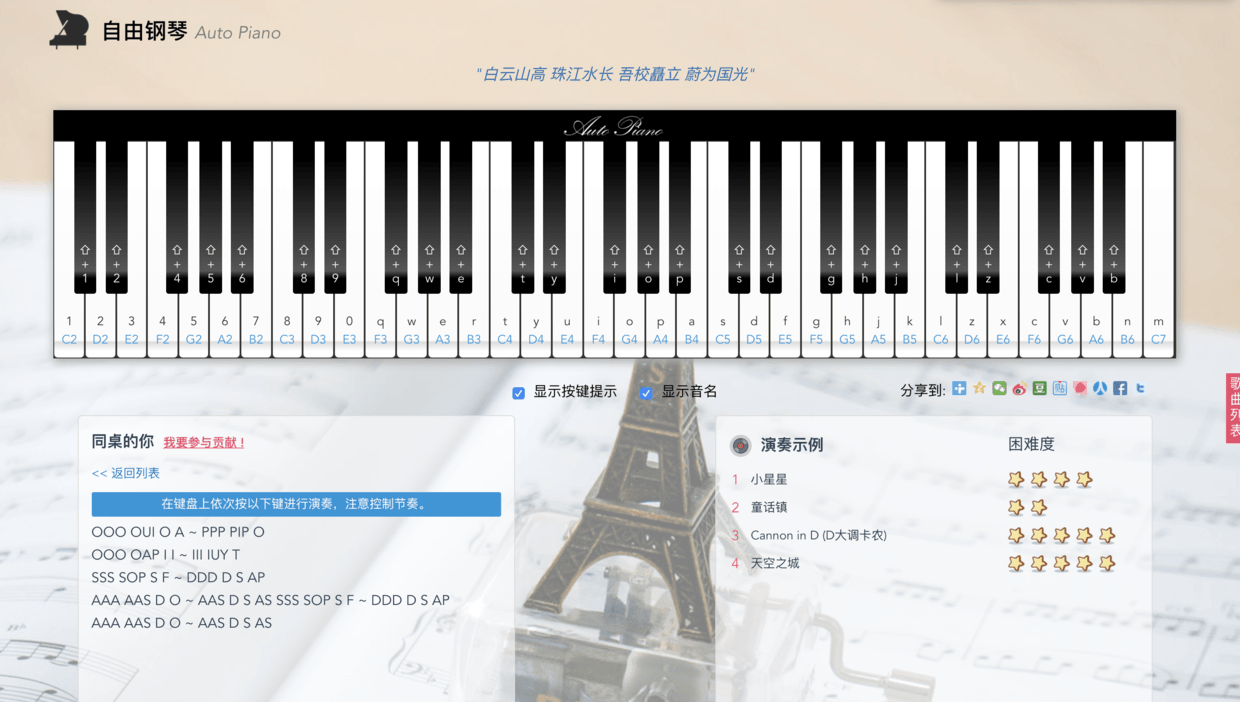 自由钢琴 Auto Piano
"白云山高 珠江水长 吾校矗立 蔚为国光"
Auto Piano
⇧ ⇧ ⇧ ⇧ ⇧ ⇧ ⇧ ⇧ ⇧ ⇧ ⇧ ⇧ ⇧ ⇧ ⇧ ⇧ ⇧ ⇧ ⇧ ⇧ ⇧ ⇧ ⇧ ⇧ ⇧
+ + + + + + + + + + + + + + + + + + + + + + + + +
1 2 4 5 6 8 9 q w e t y i o p s d g h j l z c v b
1 2 3 4 5 6 7 8 9 0 q w e r t y u i o p a s d f g h j k l z x c v b n m
C2 D2 E2 F2 G2 A2 B2 C3 D3 E3 F3 G3 A3 B3 C4 D4 E4 F4 G4 A4 B4 C5 D5 E5 F5 G5 A5 B5 C6 D6 E6 F6 G6 A6 B6 C7
显示按键提示 显示音名
分享到:
歌曲列表
同桌的你 我要参与贡献!
<< 返回列表
在键盘上依次按以下键进行演奏，注意控制节奏。
OOO OUI O A ~ PPP PIP O
OOO OAP I I ~ III IUY T
SSS SOP S F ~ DDD D S AP
AAA AAS D O ~ AAS D S AS SSS SOP S F ~ DDD D S AP
AAA AAS D O ~ AAS D S AS
演奏示例 困难度
1 小星星
2 童话镇
3 Cannon in D (D大调卡农)
4 天空之城